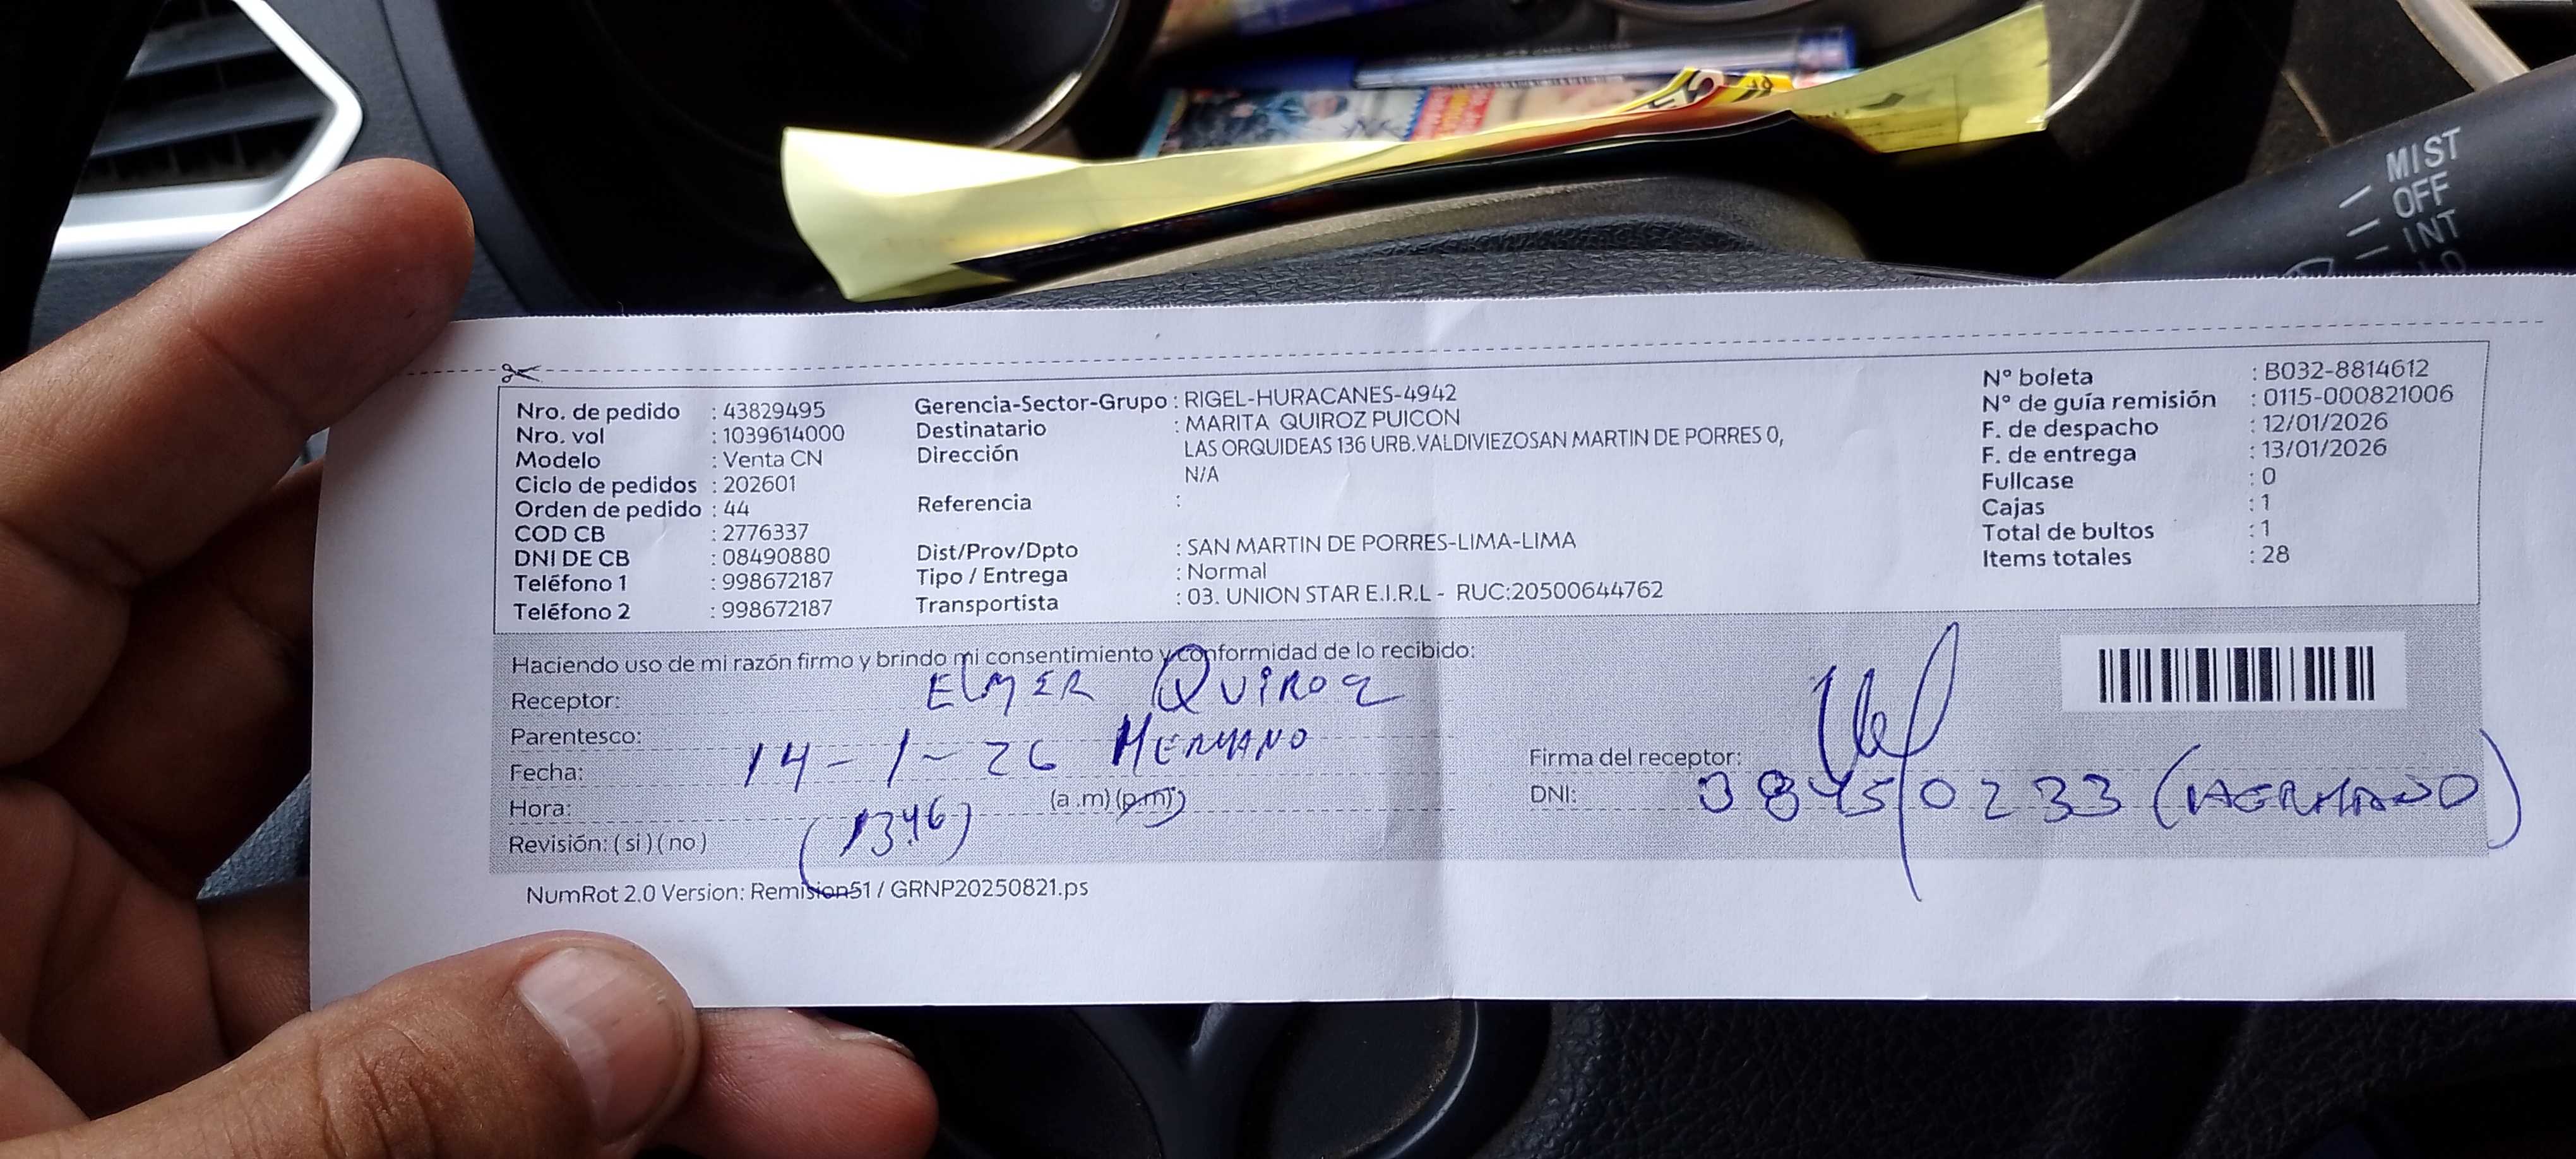 MIST
OFF
INT
LO
Nro. de pedido : 43829495
Nro. vol : 1039614000
Modelo : Venta CN
Ciclo de pedidos : 202601
Orden de pedido : 44
COD CB : 2776337
DNI DE CB : 08490880
Teléfono 1 : 998672187
Teléfono 2 : 998672187
Gerencia-Sector-Grupo : RIGEL-HURACANES-4942
Destinatario : MARITA QUIROZ PUICON
Dirección LAS ORQUIDEAS 136 URB.VALDIVIEZOSAN MARTIN DE PORRES 0,
N/A
Referencia :
Dist/Prov/Dpto : SAN MARTIN DE PORRES-LIMA-LIMA
Tipo / Entrega : Normal
Transportista : 03. UNION STAR E.I.R.L - RUC:20500644762
N° boleta : B032-8814612
N° de guía remisión : 0115-000821006
F. de despacho : 12/01/2026
F. de entrega : 13/01/2026
Fullcase : 0
Cajas : 1
Total de bultos : 1
Items totales : 28
Haciendo uso de mi razón firmo y brindo mi consentimiento y conformidad de lo recibido:
Receptor: ELMER QUIROZ
Parentesco: HERMANO
Fecha: 14-1-26
Hora: (13:46) (a.m)(p.m)
Revisión: (si)(no)
Firma del receptor:
DNI: 08450233 (HERMANO)
NumRot 2.0 Version: Remision51 / GRNP20250821.ps